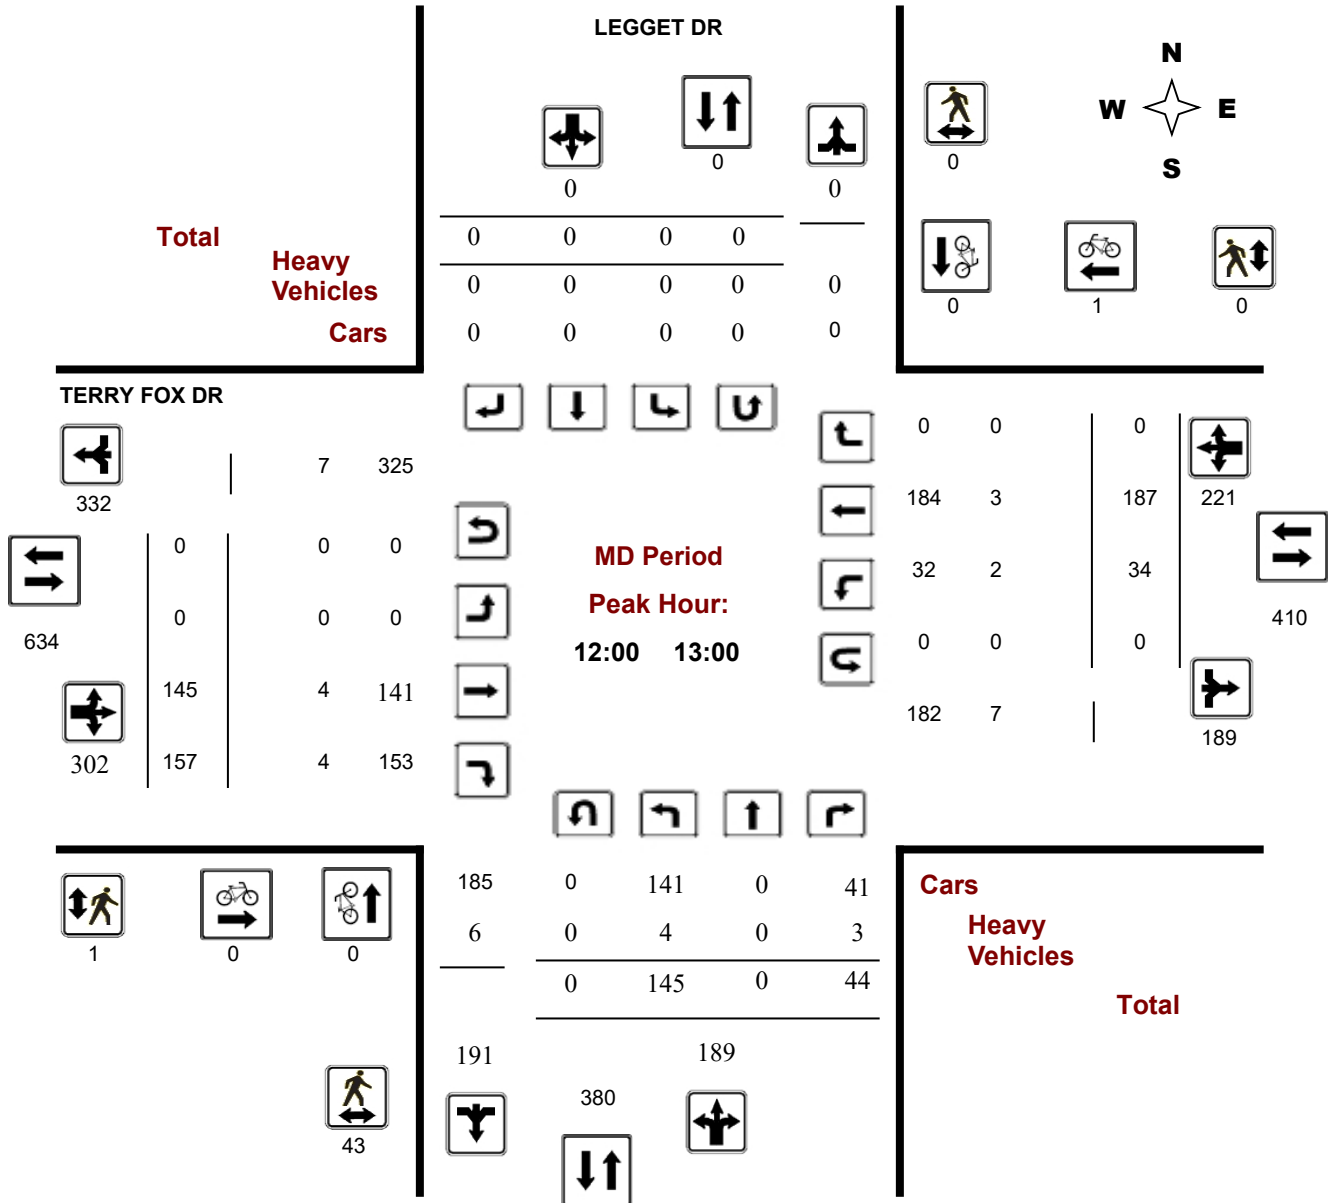 LEGGET DR
N
W E
S
0
0
0 0
0
Total
0 0 0 0
Heavy
Vehicles
0 0 0 0 0
Cars
0 0 0 0 0
0 1 0
TERRY FOX DR
332
7 325
0 0 0
634
0 0 0
145 4 141
302
157 4 153
MD Period
Peak Hour:
12:00 13:00
0 0 0
184 3 187 221
32 2 34
410
0 0 0
182 7
189
185 0 141 0 41
6 0 4 0 3
0 145 0 44
191 189
380
1 0 0
43
Cars
Heavy
Vehicles
Total